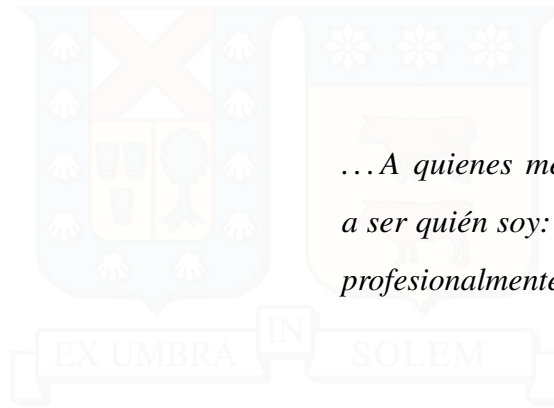 ...A quienes me
a ser quién soy:
profesionalmente
EX UMBRA IN SOLEM